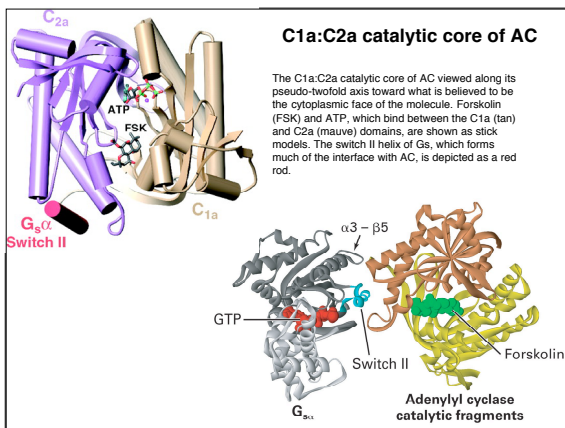 C1a:C2a catalytic core of AC
The C1a:C2a catalytic core of AC viewed along its
pseudo-twofold axis toward what is believed to be
the cytoplasmic face of the molecule. Forskolin
(FSK) and ATP, which bind between the C1a (tan)
and C2a (mauve) domains, are shown as stick
models. The switch II helix of Gs, which forms
much of the interface with AC, is depicted as a red
rod.
C2a
ATP
FSK
C1a
Gsα
Switch II
α3 – β5
GTP
Switch II
Forskolin
Gsα
Adenylyl cyclase
catalytic fragments